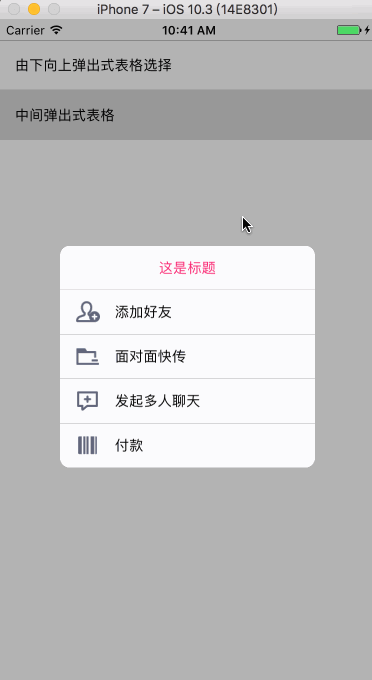 iPhone 7 – iOS 10.3 (14E8301)
Carrier 10:41 AM
由下向上弹出式表格选择
中间弹出式表格
这是标题
添加好友
面对面快传
发起多人聊天
付款